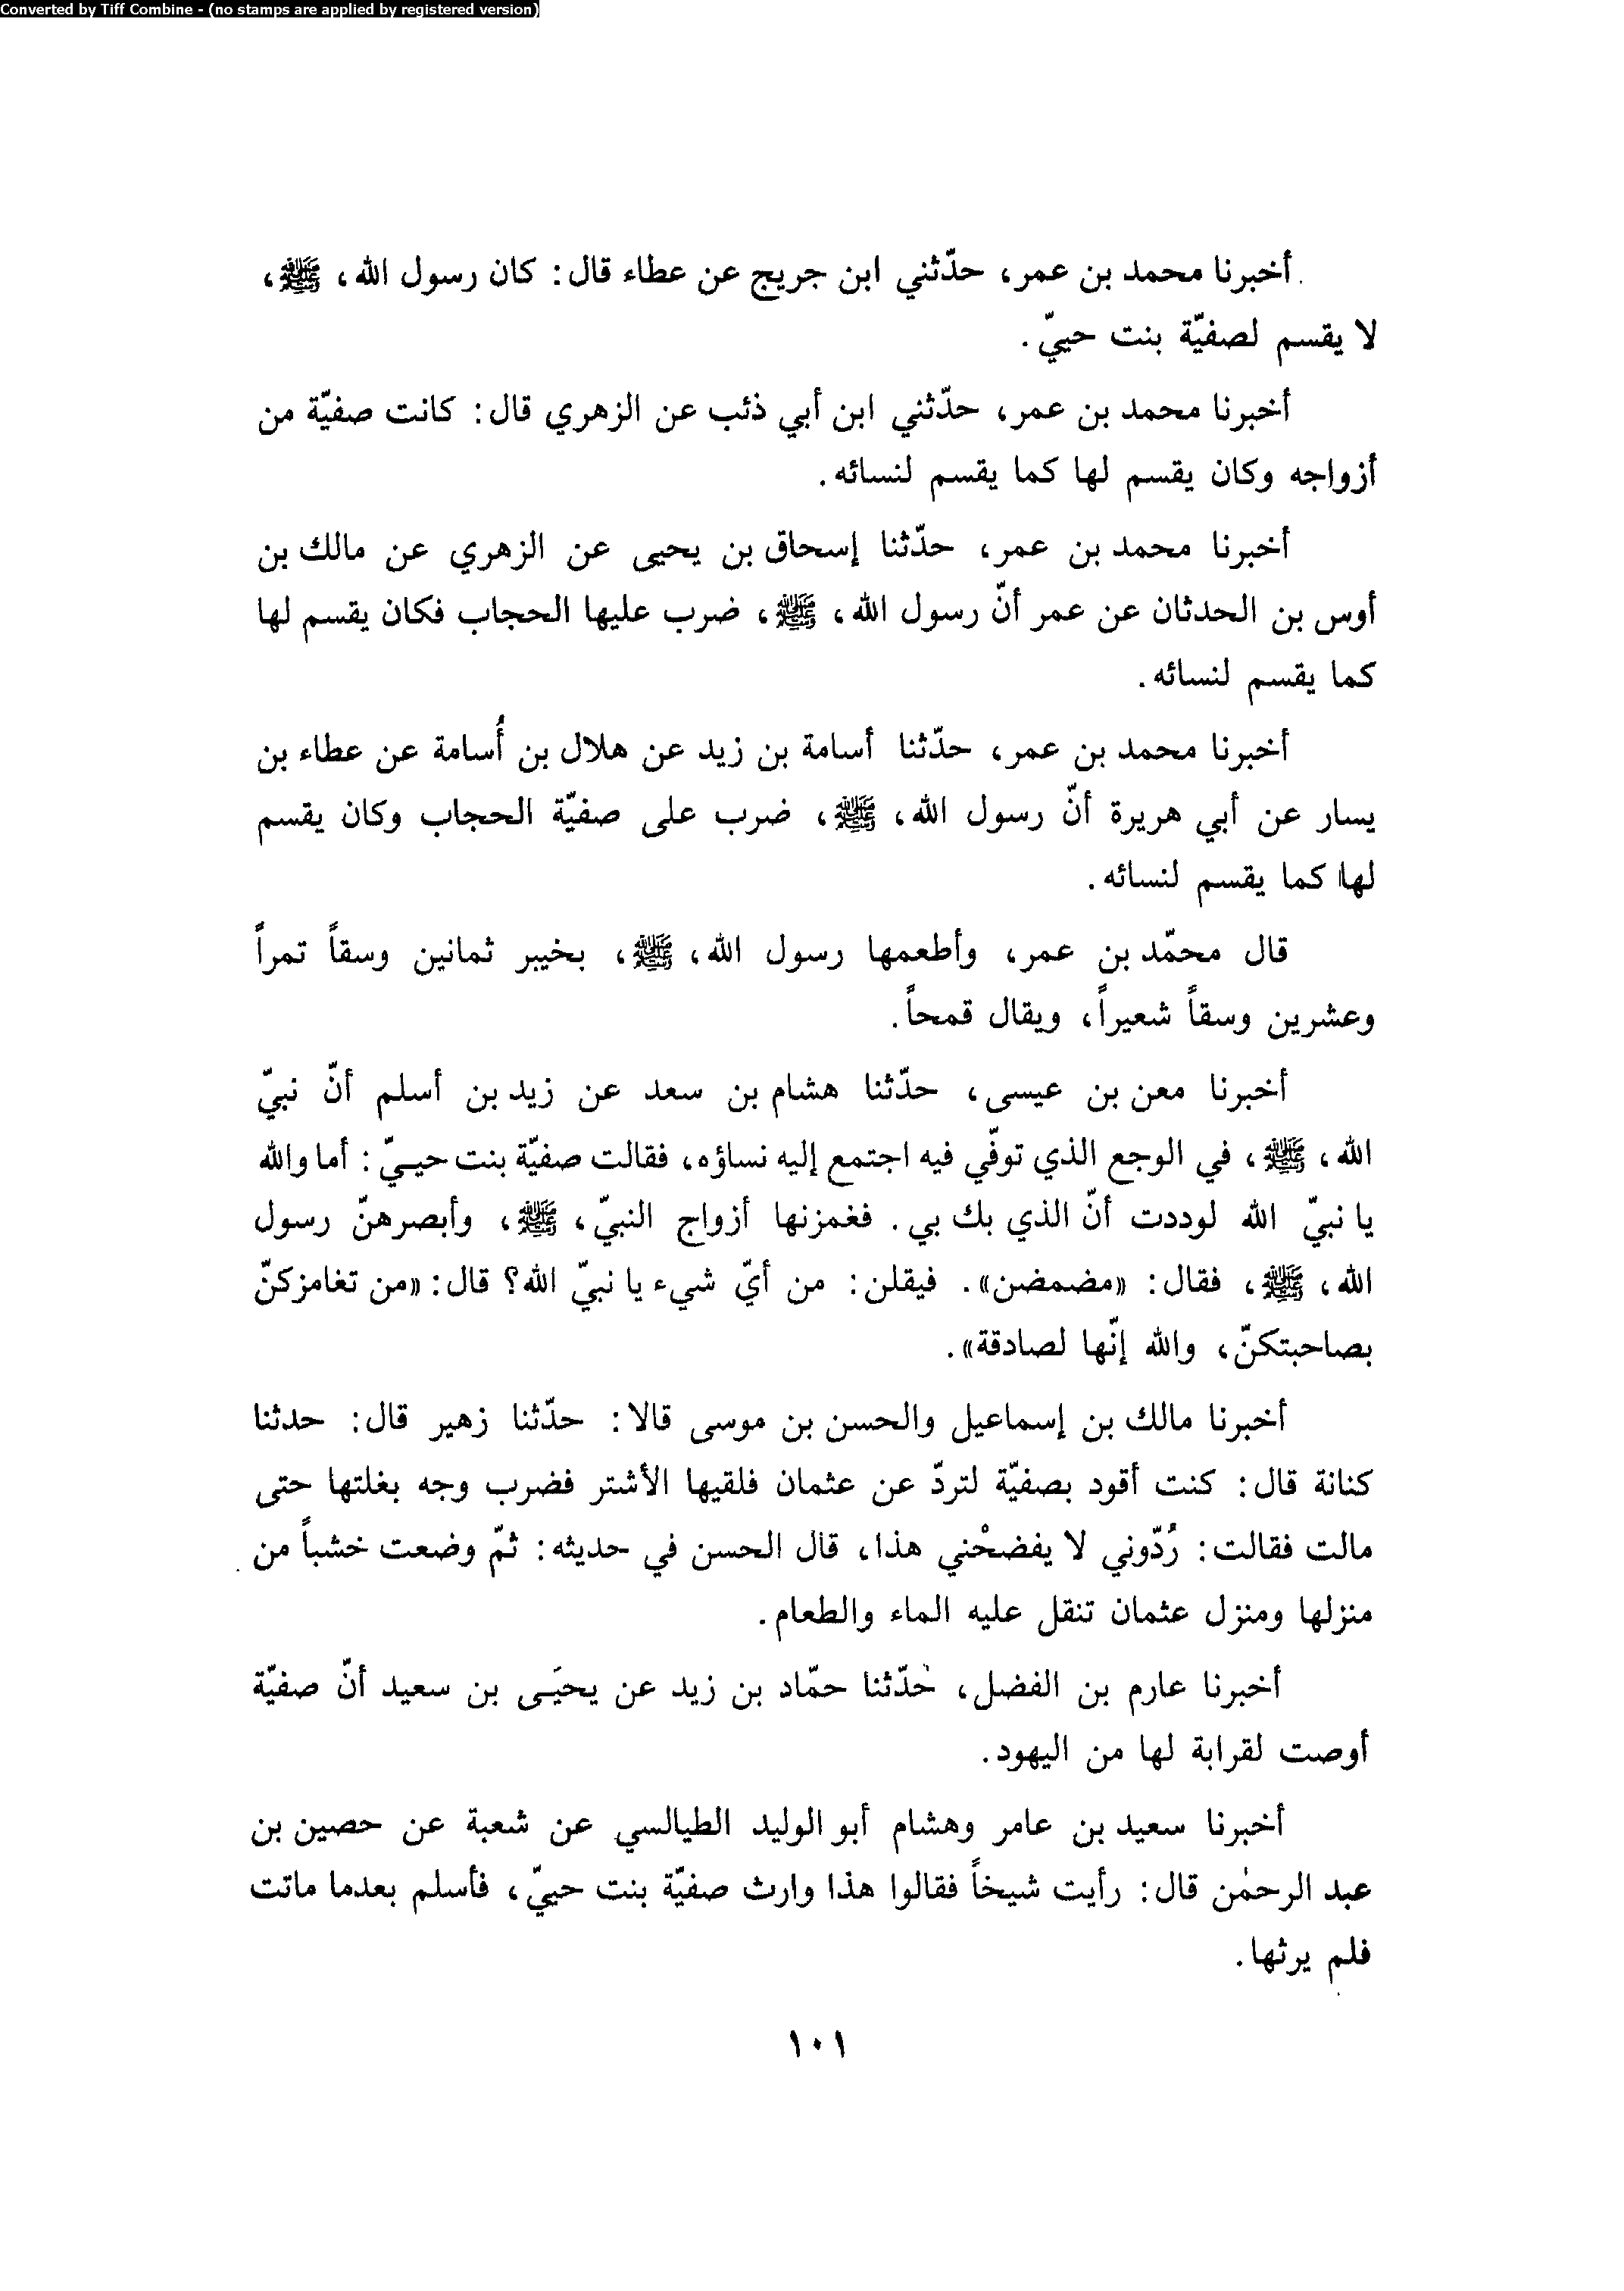 Converted by Tiff Combine - (no stamps are applied by registered version)
أخبرنا محمد بن عمر، حدّثني ابن جريج عن عطاء قال: كان رسول الله، ﷺ،
لا يقسم لصفيّة بنت حييّ.
أخبرنا محمد بن عمر، حدّثني ابن أبي ذئب عن الزهري قال: كانت صفيّة من
أزواجه وكان يقسم لها كما يقسم لنسائه.
أخبرنا محمد بن عمر، حدّثنا إسحاق بن يحيى عن الزهري عن مالك بن
أوس بن الحدثان عن عمر أنّ رسول الله، ﷺ، ضرب عليها الحجاب فكان يقسم لها
كما يقسم لنسائه.
أخبرنا محمد بن عمر، حدّثنا أسامة بن زيد عن هلال بن أُسامة عن عطاء بن
يسار عن أبي هريرة أنّ رسول الله، ﷺ، ضرب على صفيّة الحجاب وكان يقسم
لها كما يقسم لنسائه.
قال محمّد بن عمر، وأطعمها رسول الله، ﷺ، بخيبر ثمانين وسقاً تمراً
وعشرين وسقاً شعيراً، ويقال قمحاً.
أخبرنا معن بن عيسى، حدّثنا هشام بن سعد عن زيد بن أسلم أنّ نبيّ
الله، ﷺ، في الوجع الذي توفّي فيه اجتمع إليه نساؤه، فقالت صفيّة بنت حييّ: أما والله
يا نبيّ الله لوددت أنّ الذي بك بي. فغمزنها أزواج النبيّ، ﷺ، وأبصرهنّ رسول
الله، ﷺ، فقال: «مضمضن». فيقلن: من أيّ شيء يا نبيّ الله؟ قال: «من تغامزكنّ
بصاحبتكنّ، والله إنّها لصادقة».
أخبرنا مالك بن إسماعيل والحسن بن موسى قالا: حدّثنا زهير قال: حدثنا
كنانة قال: كنت أقود بصفيّة لتردّ عن عثمان فلقيها الأشتر فضرب وجه بغلتها حتى
مالت فقالت: رُدّوني لا يفضحْني هذا، قال الحسن في حديثه: ثمّ وضعت خشباً من
منزلها ومنزل عثمان تنقل عليه الماء والطعام.
أخبرنا عارم بن الفضل، حُدّثنا حمّاد بن زيد عن يحيَى بن سعيد أنّ صفيّة
أوصت لقرابة لها من اليهود.
أخبرنا سعيد بن عامر وهشام أبو الوليد الطيالسي عن شعبة عن حصين بن
عبد الرحمٰن قال: رأيت شيخاً فقالوا هذا وارث صفيّة بنت حييّ، فأسلم بعدما ماتت
فلم يرثها.
١٠١